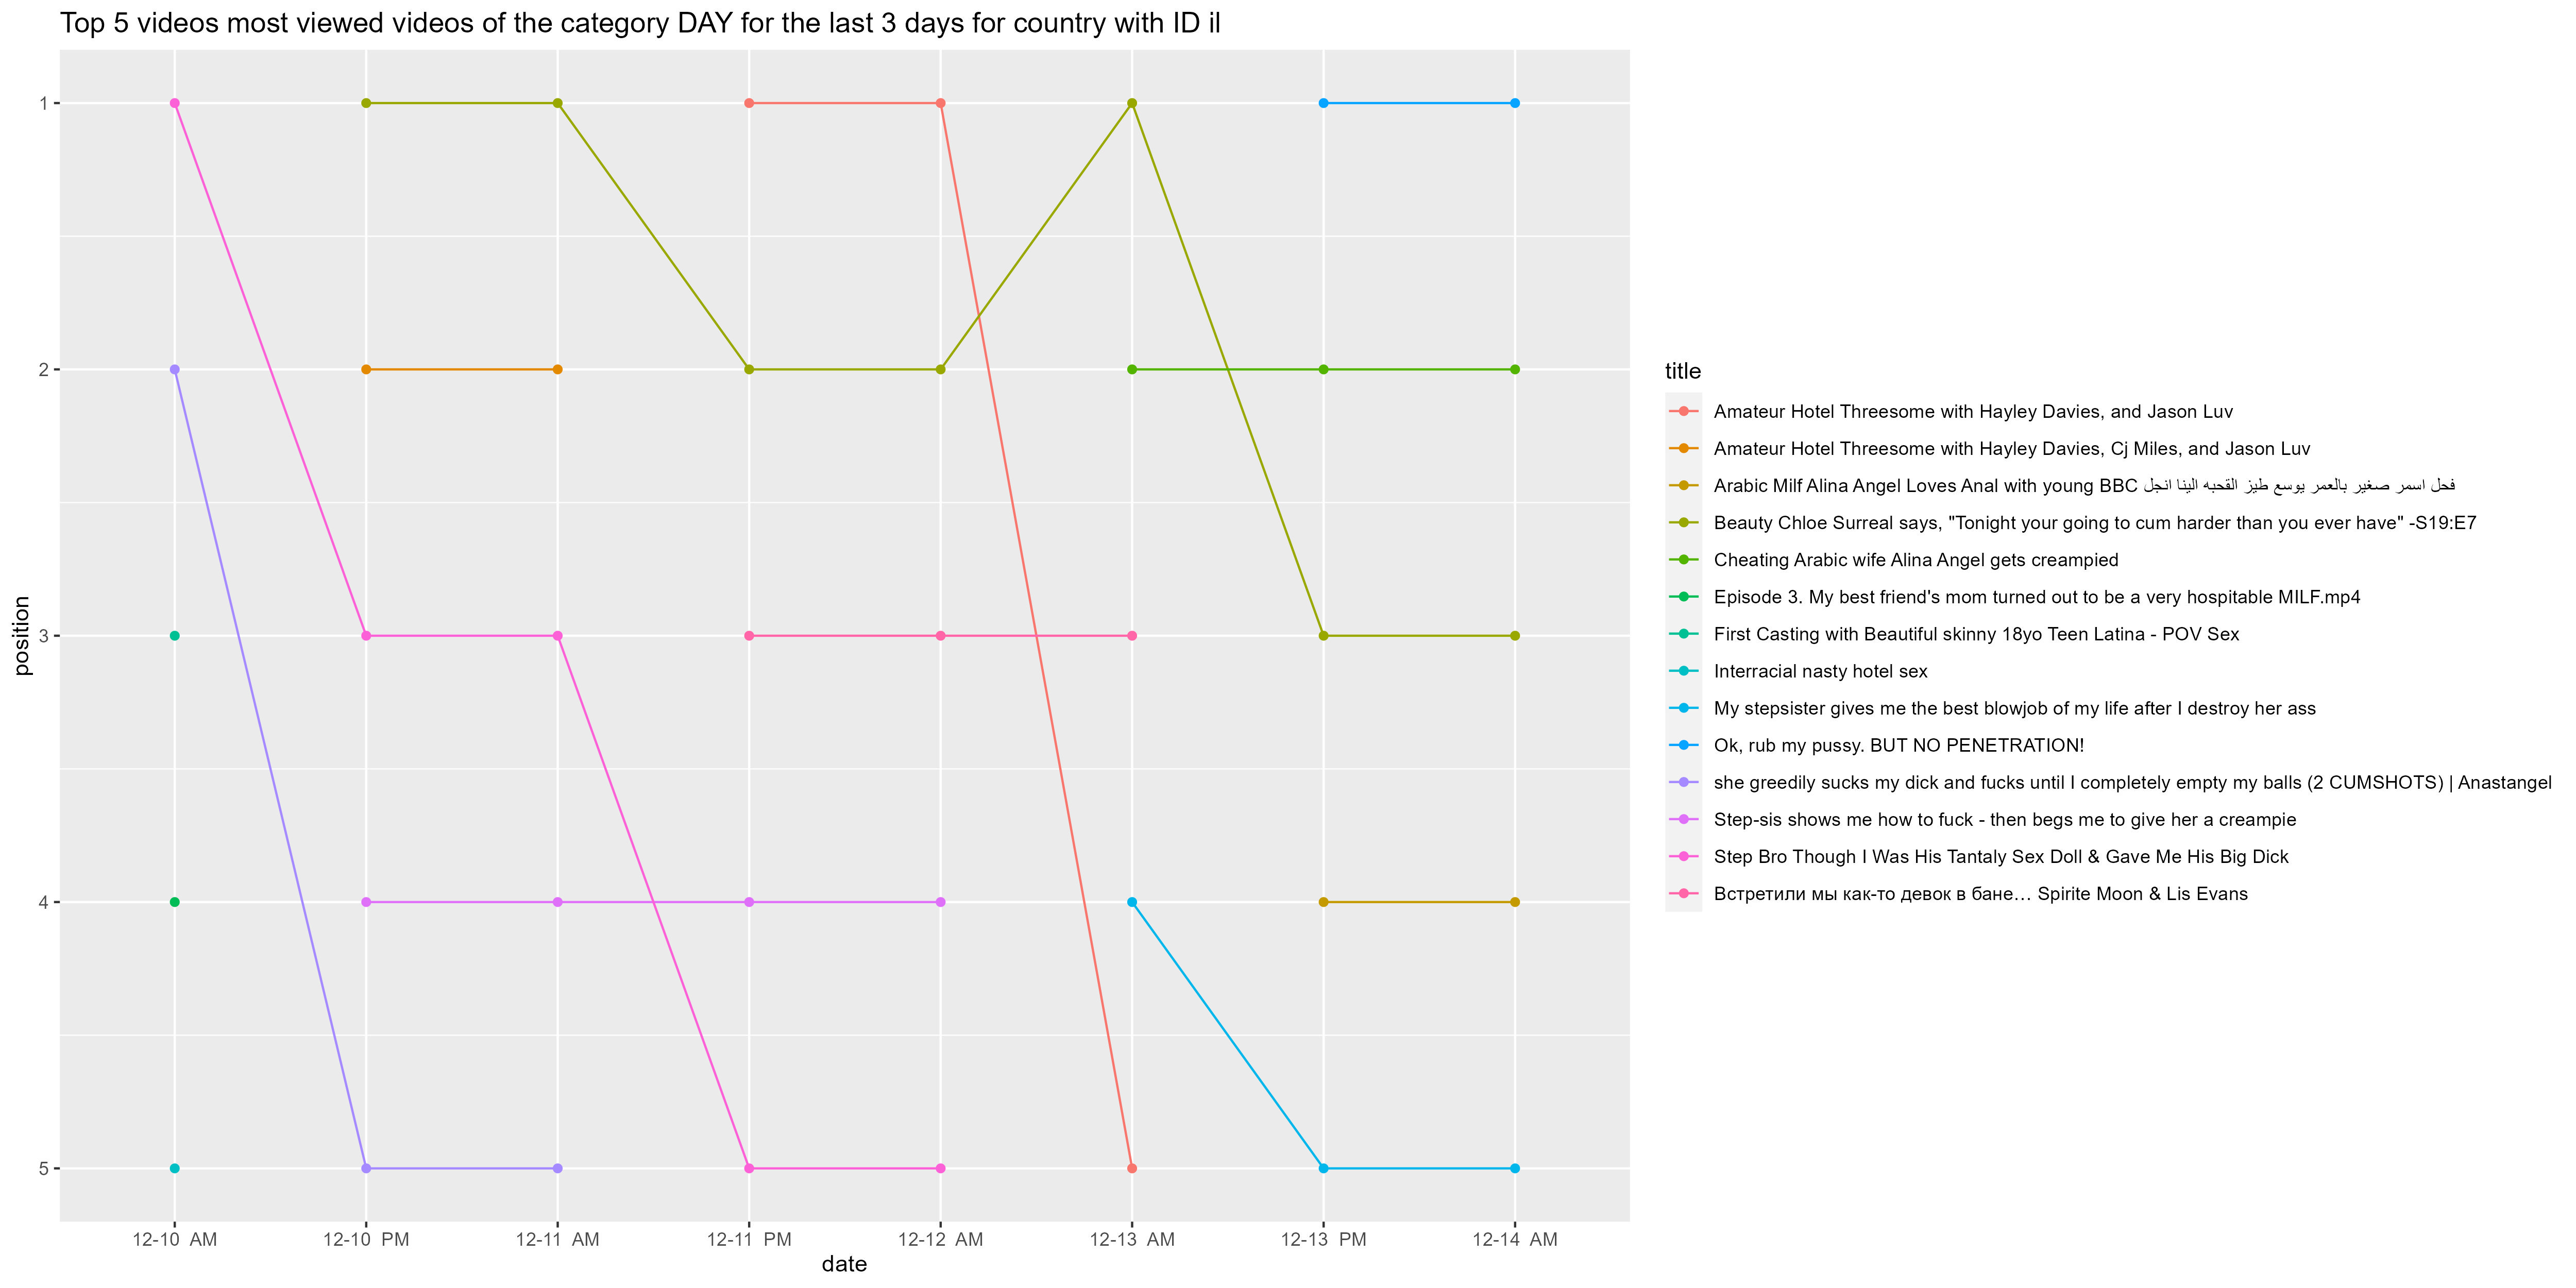 Top 5 videos most viewed videos of the category DAY for the last 3 days for country with ID il
position
1
2
3
4
5
12-10 AM
12-10 PM
12-11 AM
12-11 PM
12-12 AM
12-13 AM
12-13 PM
12-14 AM
date
title
Amateur Hotel Threesome with Hayley Davies, and Jason Luv
Amateur Hotel Threesome with Hayley Davies, Cj Miles, and Jason Luv
Arabic Milf Alina Angel Loves Anal with young BBC فحل اسمر صغير بالعمر يوسع طيز القحبه الينا انجل
Beauty Chloe Surreal says, "Tonight your going to cum harder than you ever have" -S19:E7
Cheating Arabic wife Alina Angel gets creampied
Episode 3. My best friend's mom turned out to be a very hospitable MILF.mp4
First Casting with Beautiful skinny 18yo Teen Latina - POV Sex
Interracial nasty hotel sex
My stepsister gives me the best blowjob of my life after I destroy her ass
Ok, rub my pussy. BUT NO PENETRATION!
she greedily sucks my dick and fucks until I completely empty my balls (2 CUMSHOTS) | Anastangel
Step-sis shows me how to fuck - then begs me to give her a creampie
Step Bro Though I Was His Tantaly Sex Doll & Gave Me His Big Dick
Встретили мы как-то девок в бане… Spirite Moon & Lis Evans